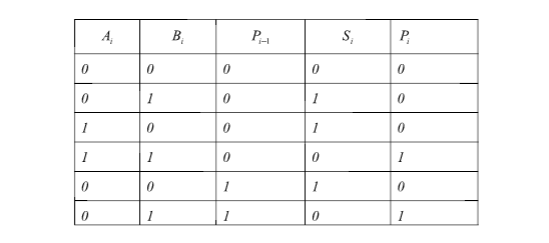 A_i B_i P_{i-1} S_i P_i
0 0 0 0 0
0 1 0 1 0
1 0 0 1 0
1 1 0 0 1
0 0 1 1 0
0 1 1 0 1